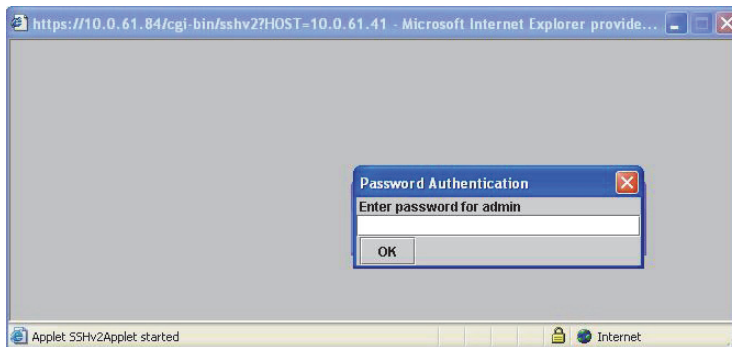 https://10.0.61.84/cgi-bin/sshv2?HOST=10.0.61.41 - Microsoft Internet Explorer provide...
Password Authentication
Enter password for admin
OK
Applet SSHv2Applet started
Internet